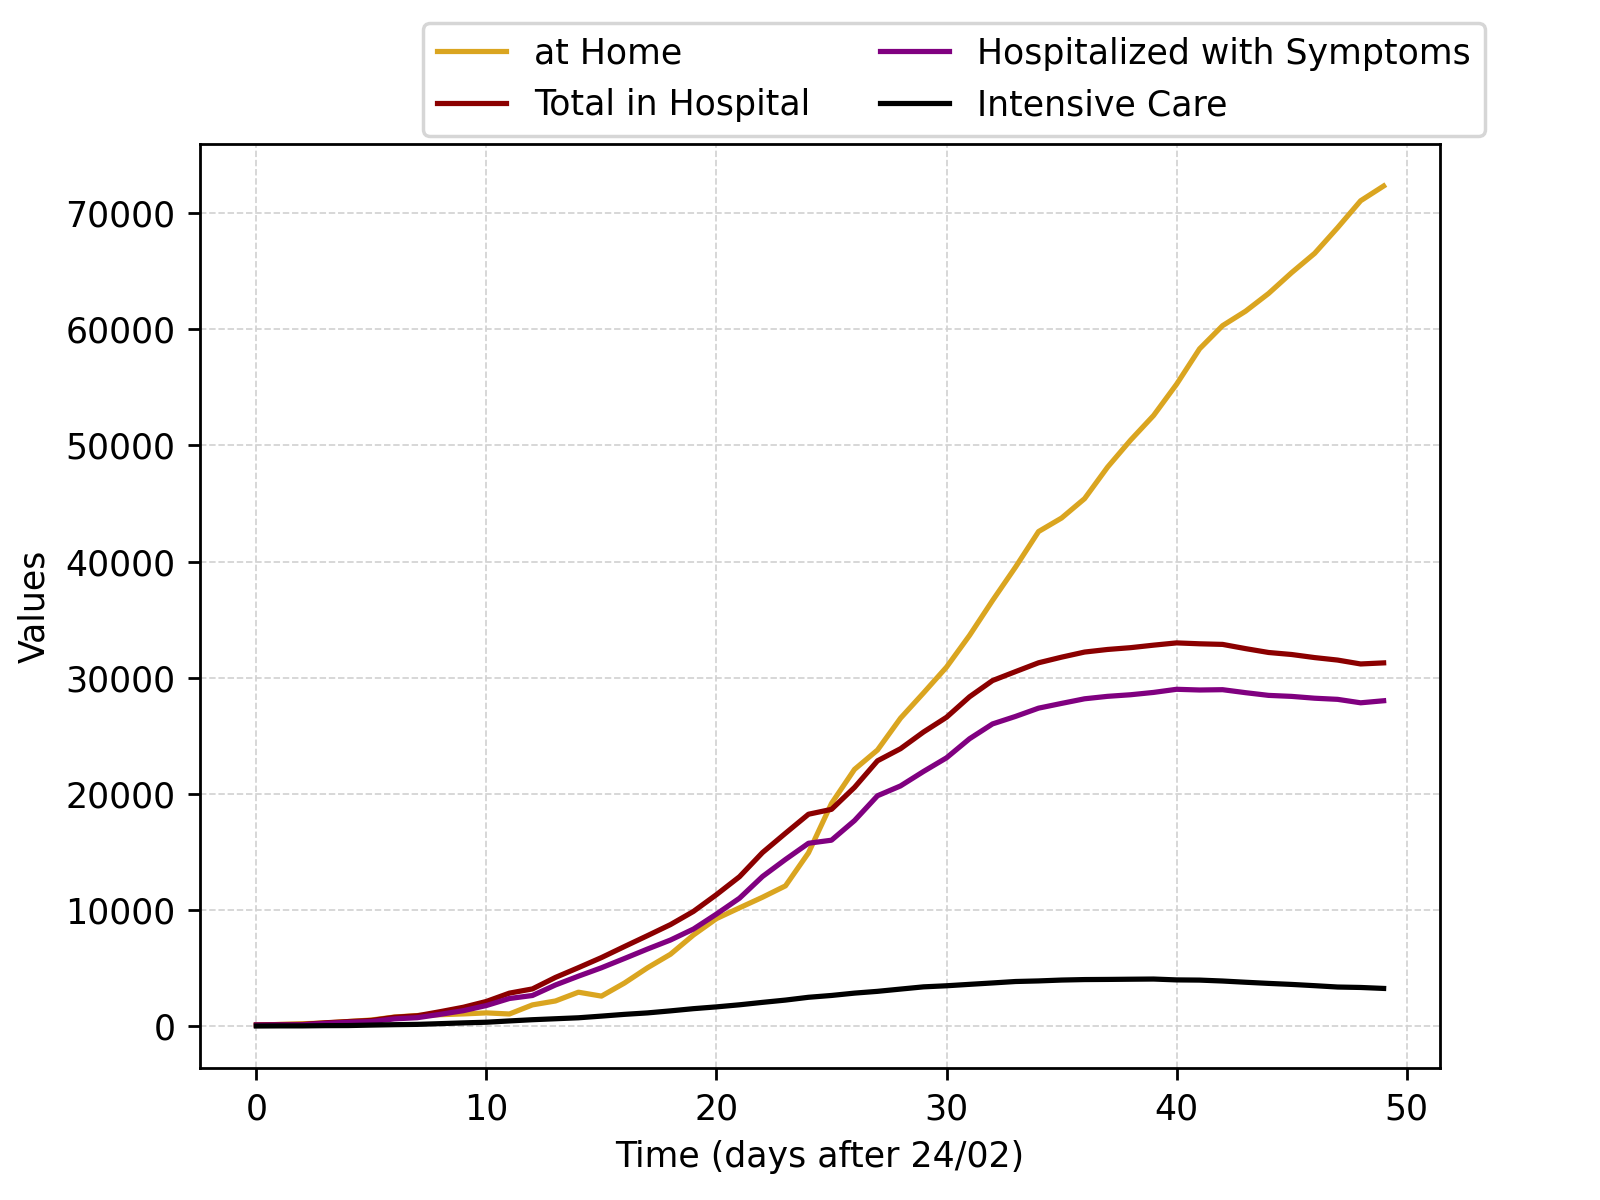 at Home
Total in Hospital
Hospitalized with Symptoms
Intensive Care
Values
70000
60000
50000
40000
30000
20000
10000
0
0 10 20 30 40 50
Time (days after 24/02)